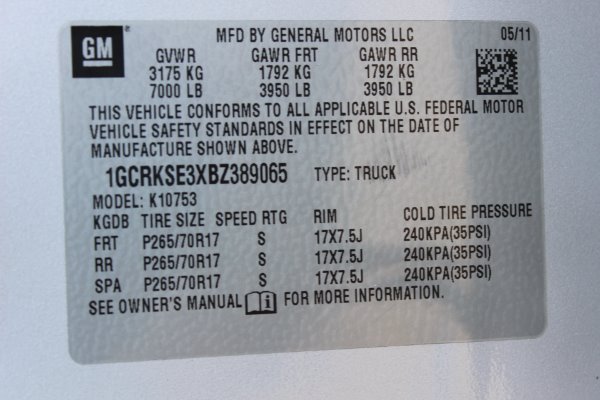 GM
MFD BY GENERAL MOTORS LLC 05/11
GVWR GAWR FRT GAWR RR
3175 KG 1792 KG 1792 KG
7000 LB 3950 LB 3950 LB
THIS VEHICLE CONFORMS TO ALL APPLICABLE U.S. FEDERAL MOTOR
VEHICLE SAFETY STANDARDS IN EFFECT ON THE DATE OF
MANUFACTURE SHOWN ABOVE.
1GCRKSE3XBZ389065 TYPE: TRUCK
MODEL: K10753
KGDB TIRE SIZE SPEED RTG RIM COLD TIRE PRESSURE
FRT P265/70R17 S 17X7.5J 240KPA(35PSI)
RR P265/70R17 S 17X7.5J 240KPA(35PSI)
SPA P265/70R17 S 17X7.5J 240KPA(35PSI)
SEE OWNER'S MANUAL i FOR MORE INFORMATION.